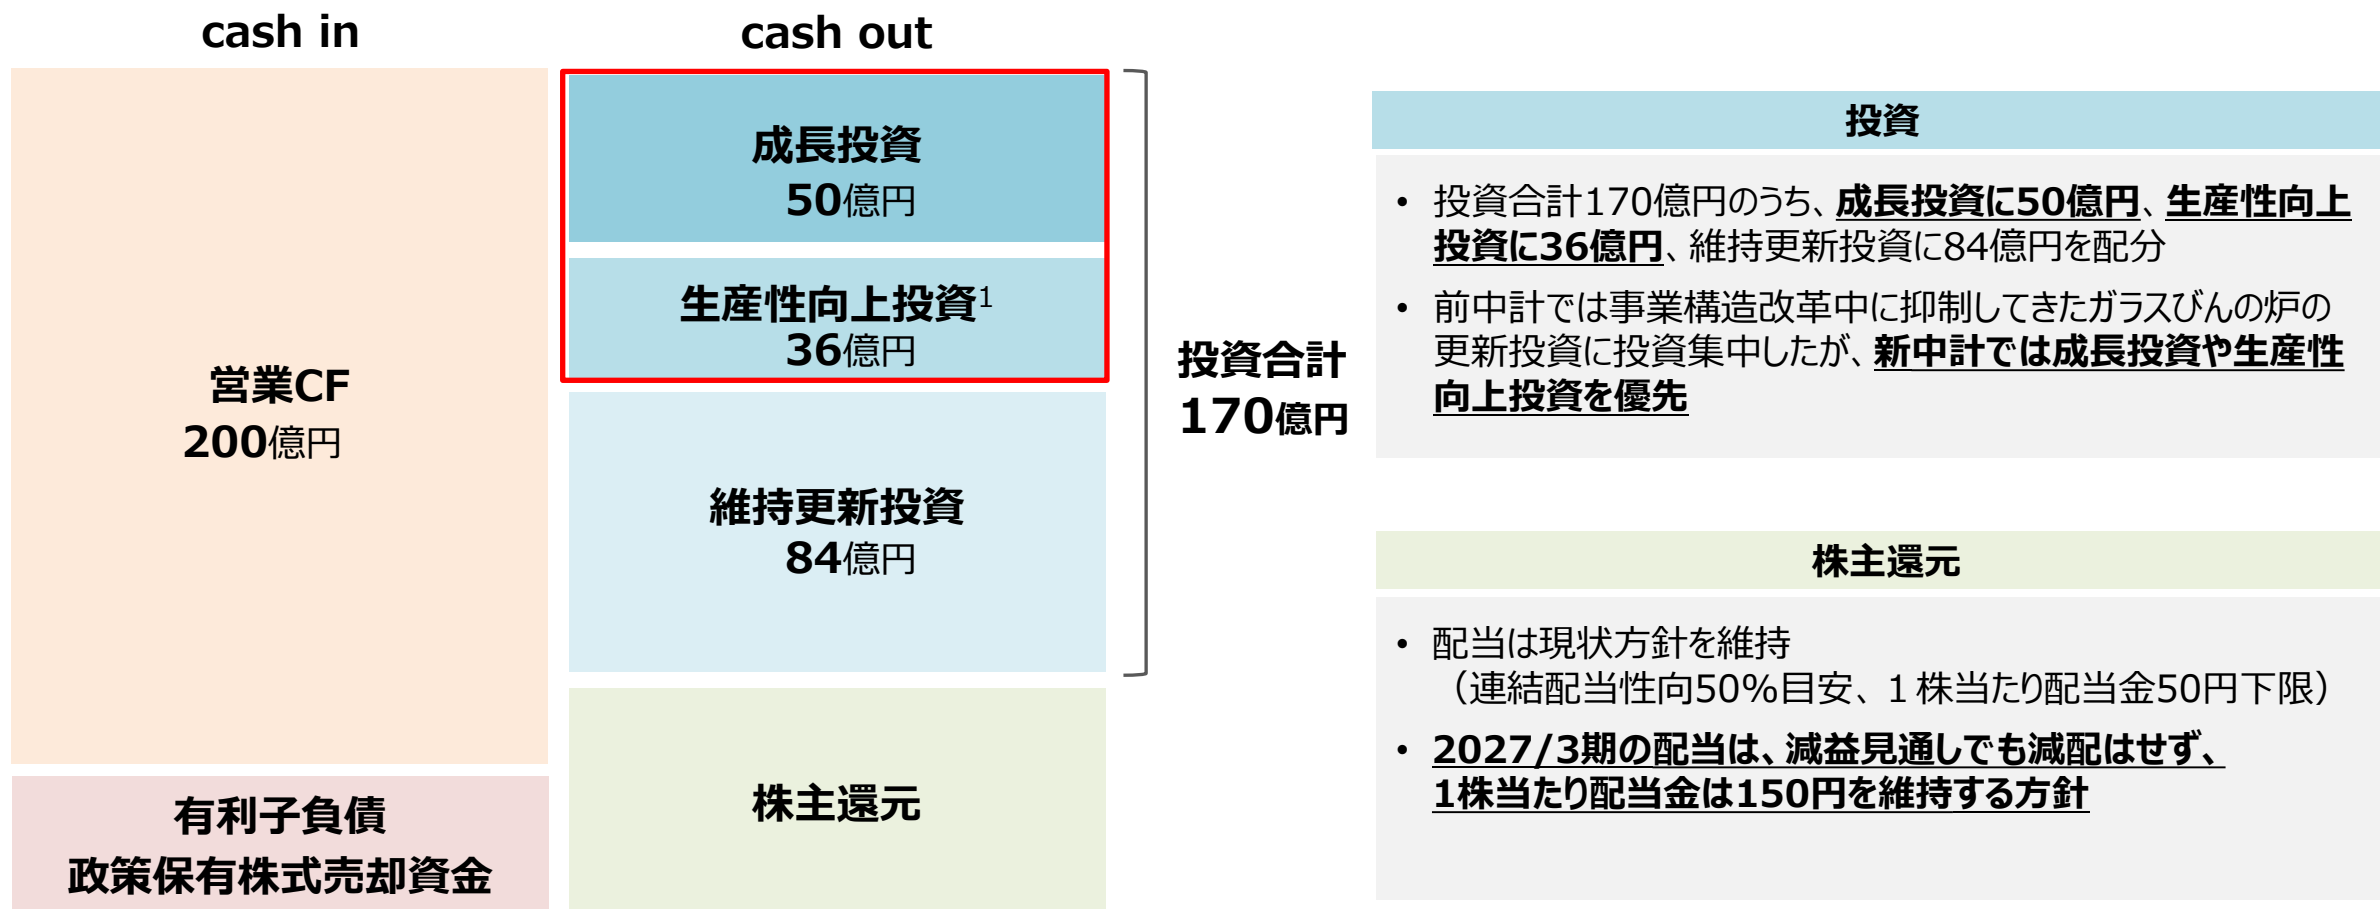 cash in
cash out
営業CF
200億円
有利子負債
政策保有株式売却資金
成長投資
50億円
生産性向上投資1
36億円
維持更新投資
84億円
株主還元
投資合計
170億円
投資
• 投資合計170億円のうち、成長投資に50億円、生産性向上
投資に36億円、維持更新投資に84億円を配分
• 前中計では事業構造改革中に抑制してきたガラスびんの炉の
更新投資に投資集中したが、新中計では成長投資や生産性
向上投資を優先
株主還元
• 配当は現状方針を維持
（連結配当性向50%目安、１株当たり配当金50円下限）
• 2027/3期の配当は、減益見通しでも減配はせず、
1株当たり配当金は150円を維持する方針